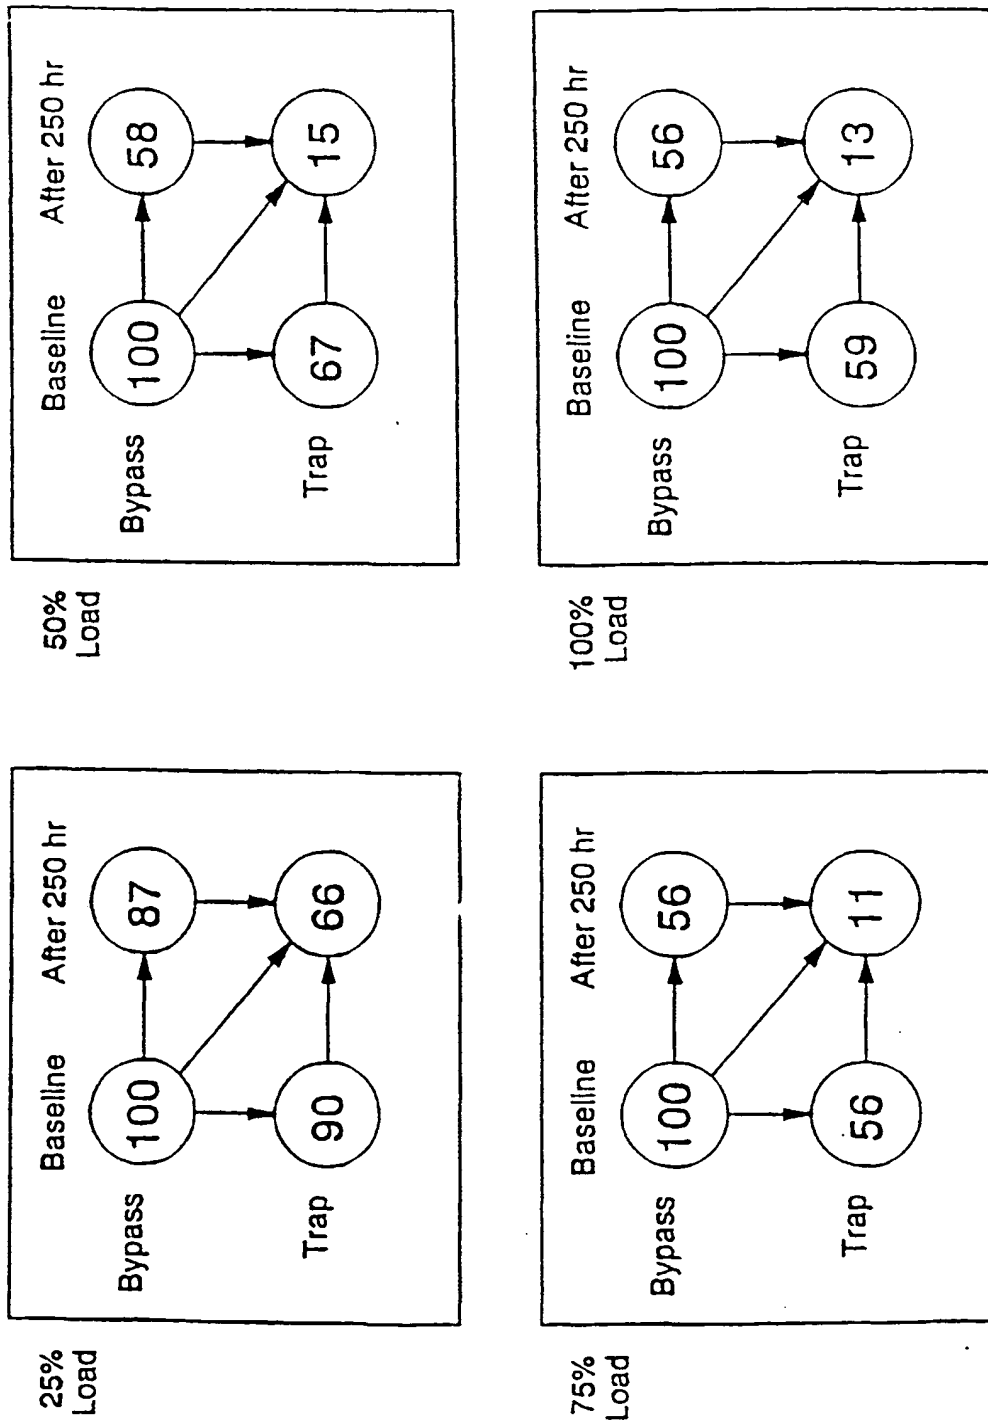 25%
Load
Baseline After 250 hr
Bypass 100 87
Trap 90 66
50%
Load
Baseline After 250 hr
Bypass 100 58
Trap 67 15
75%
Load
Baseline After 250 hr
Bypass 100 56
Trap 56 11
100%
Load
Baseline After 250 hr
Bypass 100 56
Trap 59 13